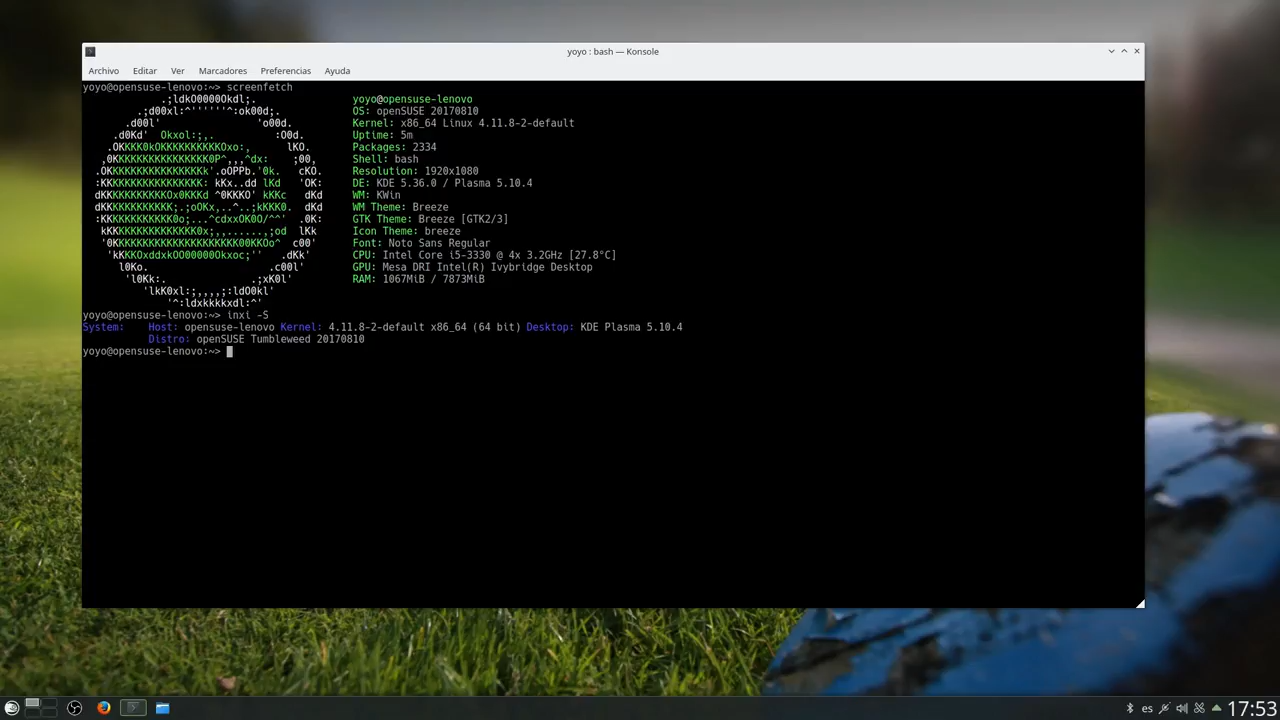 yoyo : bash — Konsole
Archivo Editar Ver Marcadores Preferencias Ayuda
yoyo@opensuse-lenovo:~> screenfetch
yoyo@opensuse-lenovo
OS: openSUSE 20170810
Kernel: x86_64 Linux 4.11.8-2-default
Uptime: 5m
Packages: 2334
Shell: bash
Resolution: 1920x1080
DE: KDE 5.36.0 / Plasma 5.10.4
WM: KWin
WM Theme: Breeze
GTK Theme: Breeze [GTK2/3]
Icon Theme: breeze
Font: Noto Sans Regular
CPU: Intel Core i5-3330 @ 4x 3.2GHz [27.8°C]
GPU: Mesa DRI Intel(R) Ivybridge Desktop
RAM: 1067MiB / 7873MiB
yoyo@opensuse-lenovo:~> inxi -S
System: Host: opensuse-lenovo Kernel: 4.11.8-2-default x86_64 (64 bit) Desktop: KDE Plasma 5.10.4
Distro: openSUSE Tumbleweed 20170810
yoyo@opensuse-lenovo:~>
es 17:53